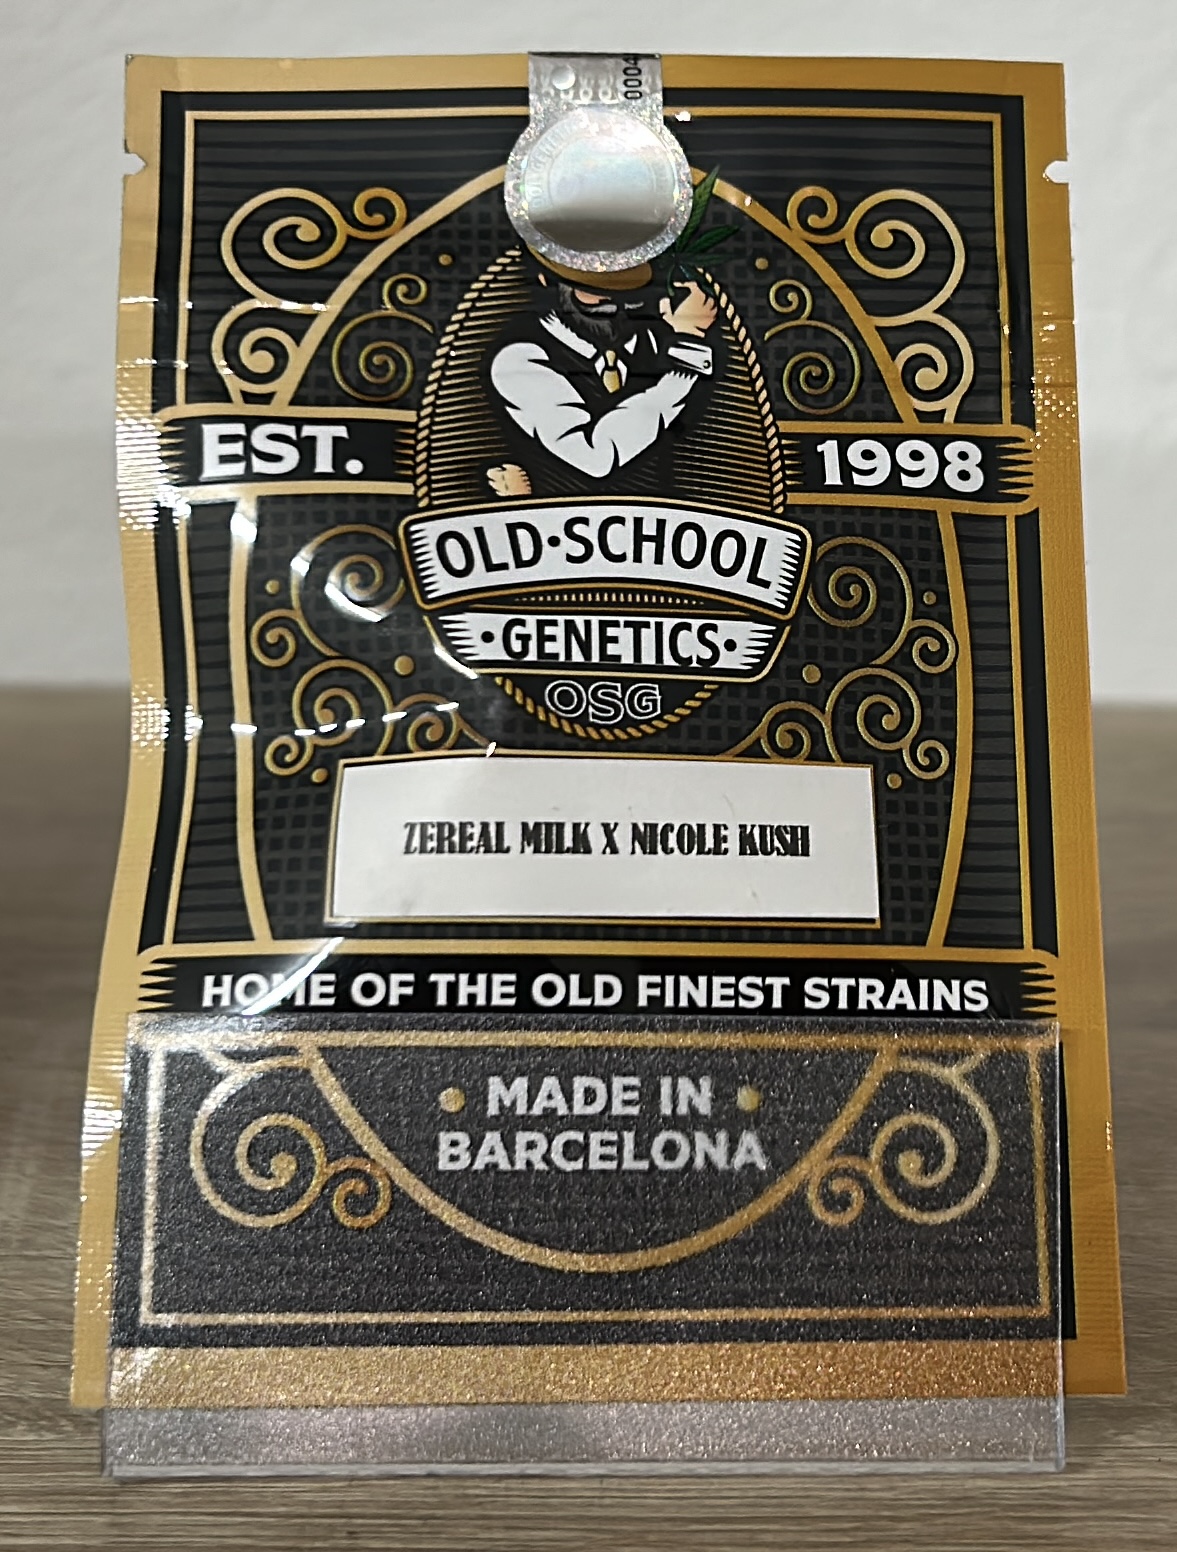 0004
EST.
1998
OLD·SCHOOL
·GENETICS·
OSG
ZEREAL MILK X NICOLE KUSH
HOME OF THE OLD FINEST STRAINS
• MADE IN •
BARCELONA